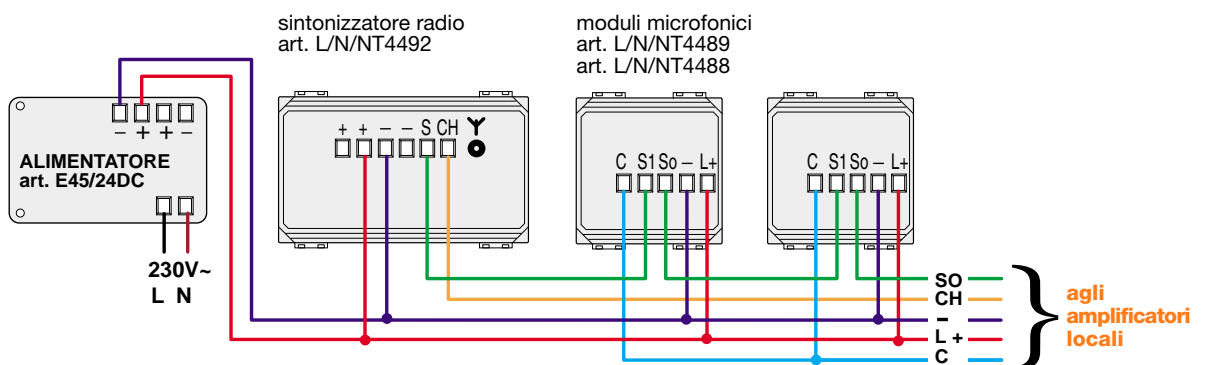 sintonizzatore radio
art. L/N/NT4492
moduli microfonici
art. L/N/NT4489
art. L/N/NT4488
– + + –
ALIMENTATORE
art. E45/24DC
230V~
L N
+ + – – S CH
C S1 So – L+
C S1 So – L+
SO
CH
–
L +
C
agli
amplificatori
locali